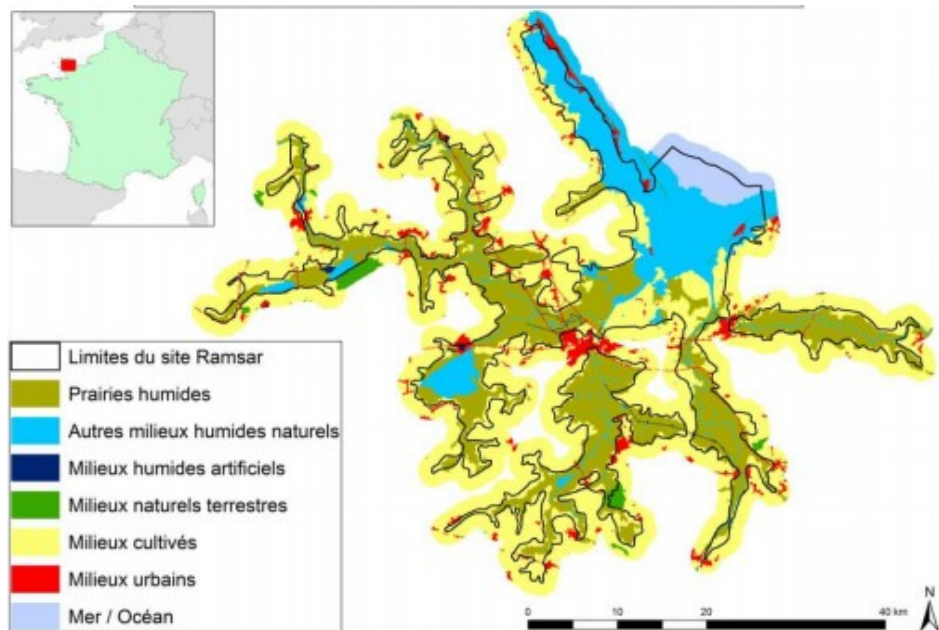 Limites du site Ramsar
Prairies humides
Autres milieux humides naturels
Milieux humides artificiels
Milieux naturels terrestres
Milieux cultivés
Milieux urbains
Mer / Océan
N
0 10 20 40 km